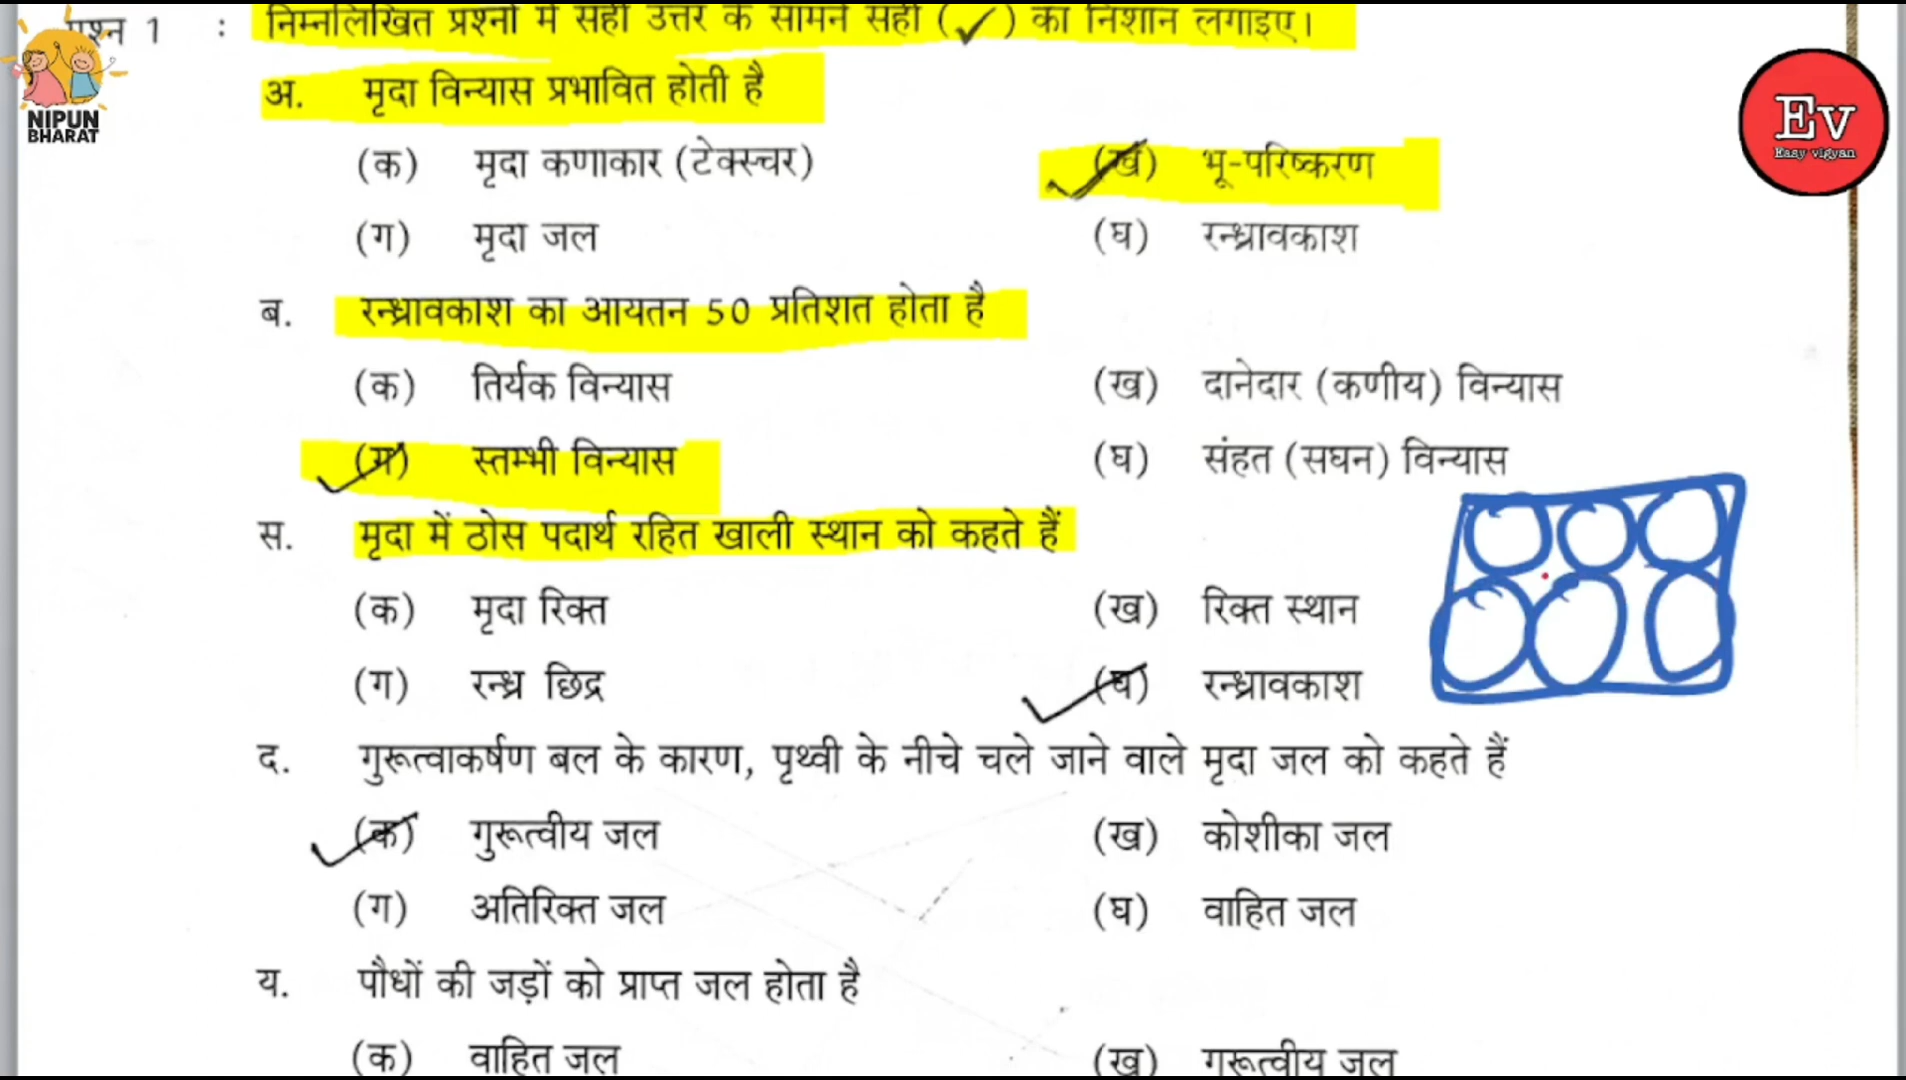 प्रश्न 1 : निम्नलिखित प्रश्नों में सही उत्तर के सामने सही (✓) का निशान लगाइए।
NIPUN
BHARAT
Ev
Easy vigyan
अ. मृदा विन्यास प्रभावित होती है
(क) मृदा कणाकार (टेक्स्चर) (ख) भू-परिष्करण
(ग) मृदा जल (घ) रन्ध्रावकाश
ब. रन्ध्रावकाश का आयतन 50 प्रतिशत होता है
(क) तिर्यक विन्यास (ख) दानेदार (कणीय) विन्यास
(ग) स्तम्भी विन्यास (घ) संहत (सघन) विन्यास
स. मृदा में ठोस पदार्थ रहित खाली स्थान को कहते हैं
(क) मृदा रिक्त (ख) रिक्त स्थान
(ग) रन्ध्र छिद्र (घ) रन्ध्रावकाश
द. गुरूत्वाकर्षण बल के कारण, पृथ्वी के नीचे चले जाने वाले मृदा जल को कहते हैं
(क) गुरूत्वीय जल (ख) कोशीका जल
(ग) अतिरिक्त जल (घ) वाहित जल
य. पौधों की जड़ों को प्राप्त जल होता है
(क) वाहित जल (ख) गुरूत्वीय जल